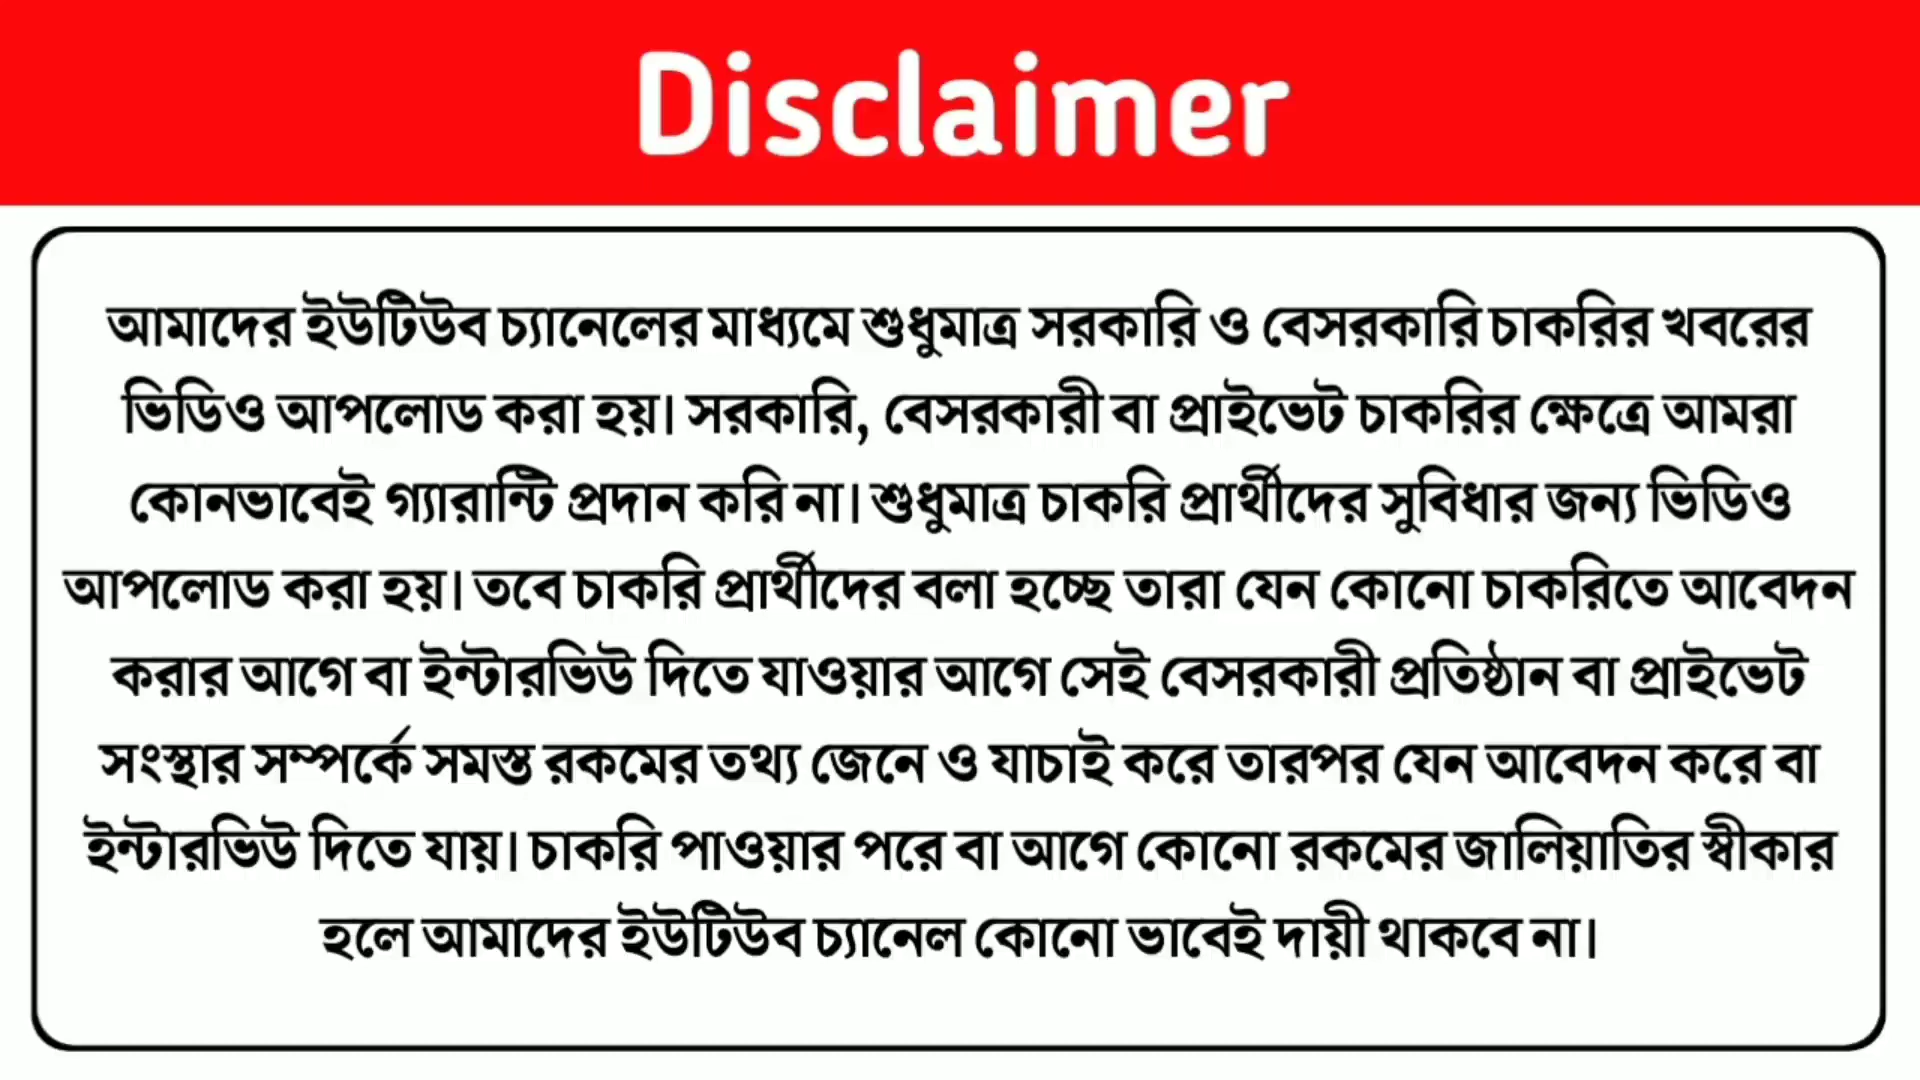 Disclaimer
আমাদের ইউটিউব চ্যানেলের মাধ্যমে শুধুমাত্র সরকারি ও বেসরকারি চাকরির খবরের
ভিডিও আপলোড করা হয়। সরকারি, বেসরকারী বা প্রাইভেট চাকরির ক্ষেত্রে আমরা
কোনভাবেই গ্যারান্টি প্রদান করি না। শুধুমাত্র চাকরি প্রার্থীদের সুবিধার জন্য ভিডিও
আপলোড করা হয়। তবে চাকরি প্রার্থীদের বলা হচ্ছে তারা যেন কোনো চাকরিতে আবেদন
করার আগে বা ইন্টারভিউ দিতে যাওয়ার আগে সেই বেসরকারী প্রতিষ্ঠান বা প্রাইভেট
সংস্থার সম্পর্কে সমস্ত রকমের তথ্য জেনে ও যাচাই করে তারপর যেন আবেদন করে বা
ইন্টারভিউ দিতে যায়। চাকরি পাওয়ার পরে বা আগে কোনো রকমের জালিয়াতির স্বীকার
হলে আমাদের ইউটিউব চ্যানেল কোনো ভাবেই দায়ী থাকবে না।